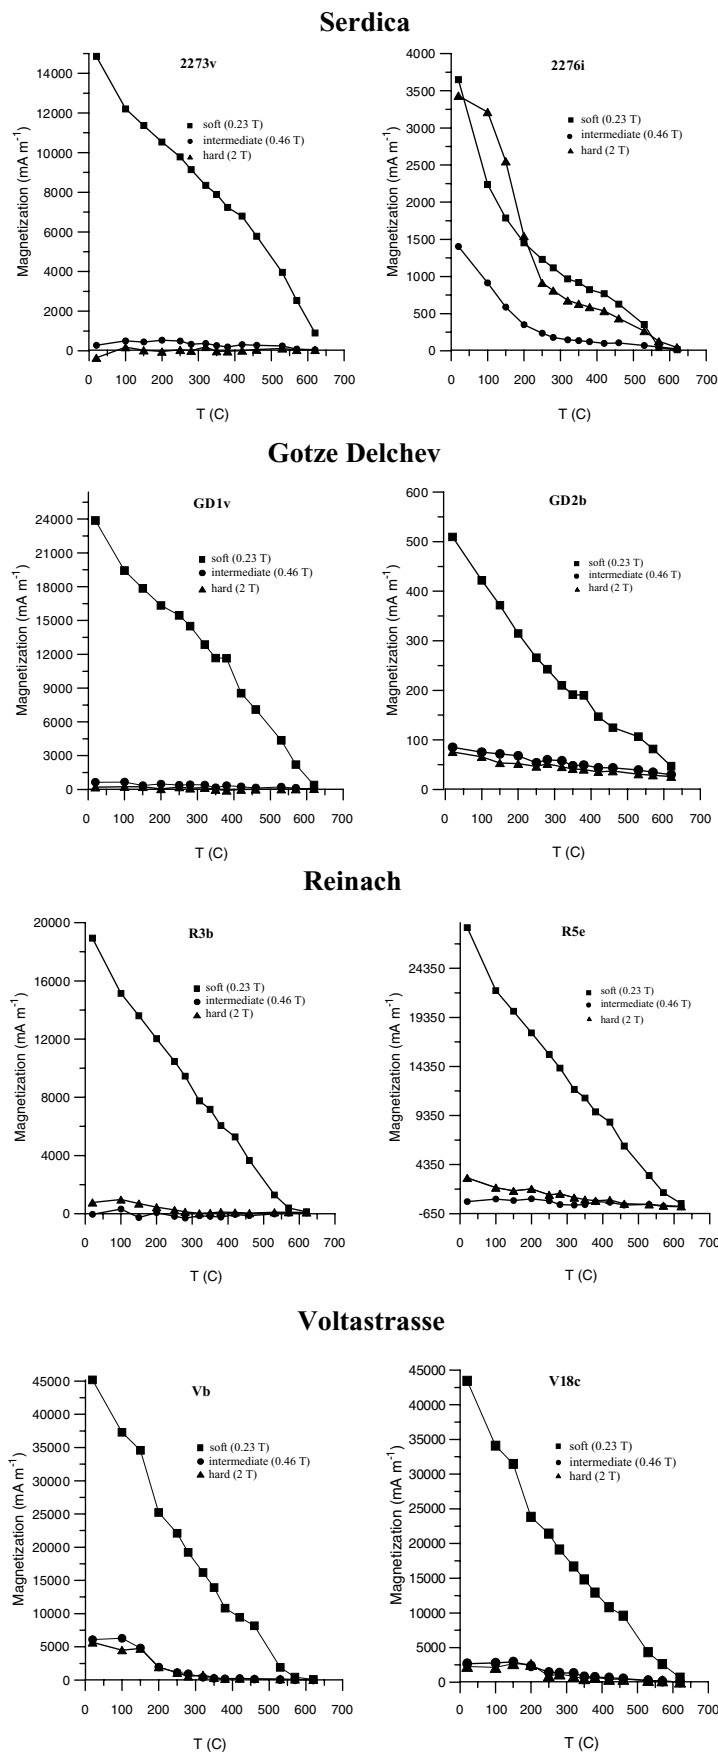 Serdica
2273v
14000
12000
10000
8000
6000
4000
2000
0
Magnetization (mA m⁻¹)
soft (0.23 T)
intermediate (0.46 T)
hard (2 T)
0 100 200 300 400 500 600 700
T (C)
2276i
4000
3500
3000
2500
2000
1500
1000
500
0
Magnetization (mA m⁻¹)
soft (0.23 T)
intermediate (0.46 T)
hard (2 T)
0 100 200 300 400 500 600 700
T (C)
Gotze Delchev
GD1v
24000
21000
18000
15000
12000
9000
6000
3000
0
Magnetization (mA m⁻¹)
soft (0.23 T)
intermediate (0.46 T)
hard (2 T)
0 100 200 300 400 500 600 700
T (C)
GD2b
600
500
400
300
200
100
0
Magnetization (mA m⁻¹)
soft (0.23 T)
intermediate (0.46 T)
hard (2 T)
0 100 200 300 400 500 600 700
T (C)
Reinach
R3b
20000
16000
12000
8000
4000
0
Magnetization (mA m⁻¹)
soft (0.23 T)
intermediate (0.46 T)
hard (2 T)
0 100 200 300 400 500 600 700
T (C)
R5e
24350
19350
14350
9350
4350
-650
Magnetization (mA m⁻¹)
soft (0.23 T)
intermediate (0.46 T)
hard (2 T)
0 100 200 300 400 500 600 700
T (C)
Voltastrasse
Vb
45000
40000
35000
30000
25000
20000
15000
10000
5000
0
Magnetization (mA m⁻¹)
soft (0.23 T)
intermediate (0.46 T)
hard (2 T)
0 100 200 300 400 500 600 700
T (C)
V18c
45000
40000
35000
30000
25000
20000
15000
10000
5000
0
Magnetization (mA m⁻¹)
soft (0.23 T)
intermediate (0.46 T)
hard (2 T)
0 100 200 300 400 500 600 700
T (C)